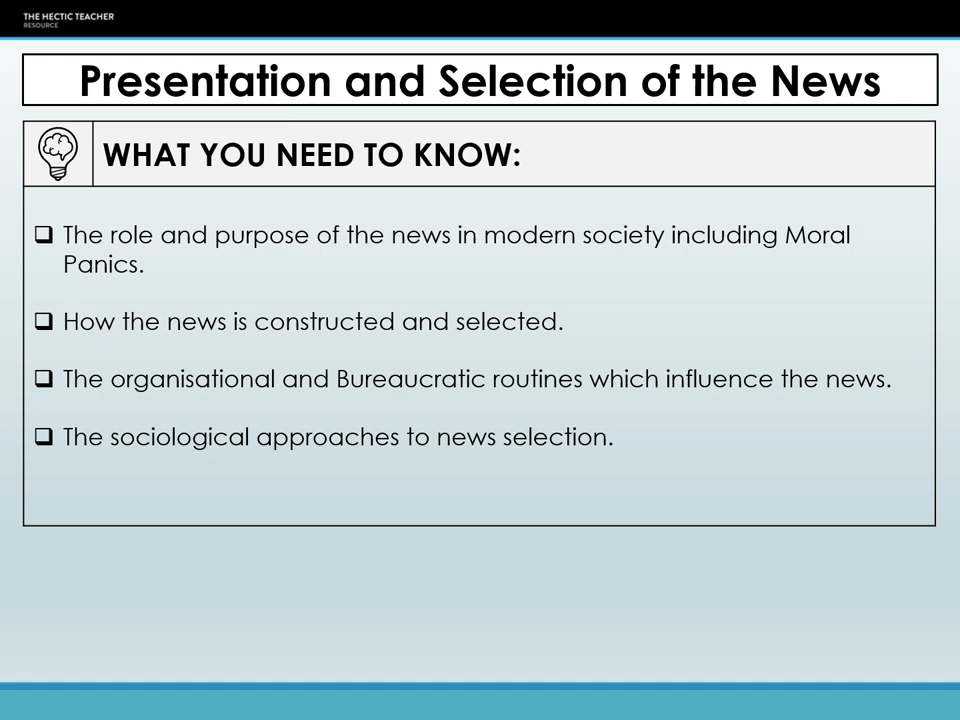 THE HECTIC TEACHER
RESOURCE
Presentation and Selection of the News
WHAT YOU NEED TO KNOW:
The role and purpose of the news in modern society including Moral
Panics.
How the news is constructed and selected.
The organisational and Bureaucratic routines which influence the news.
The sociological approaches to news selection.